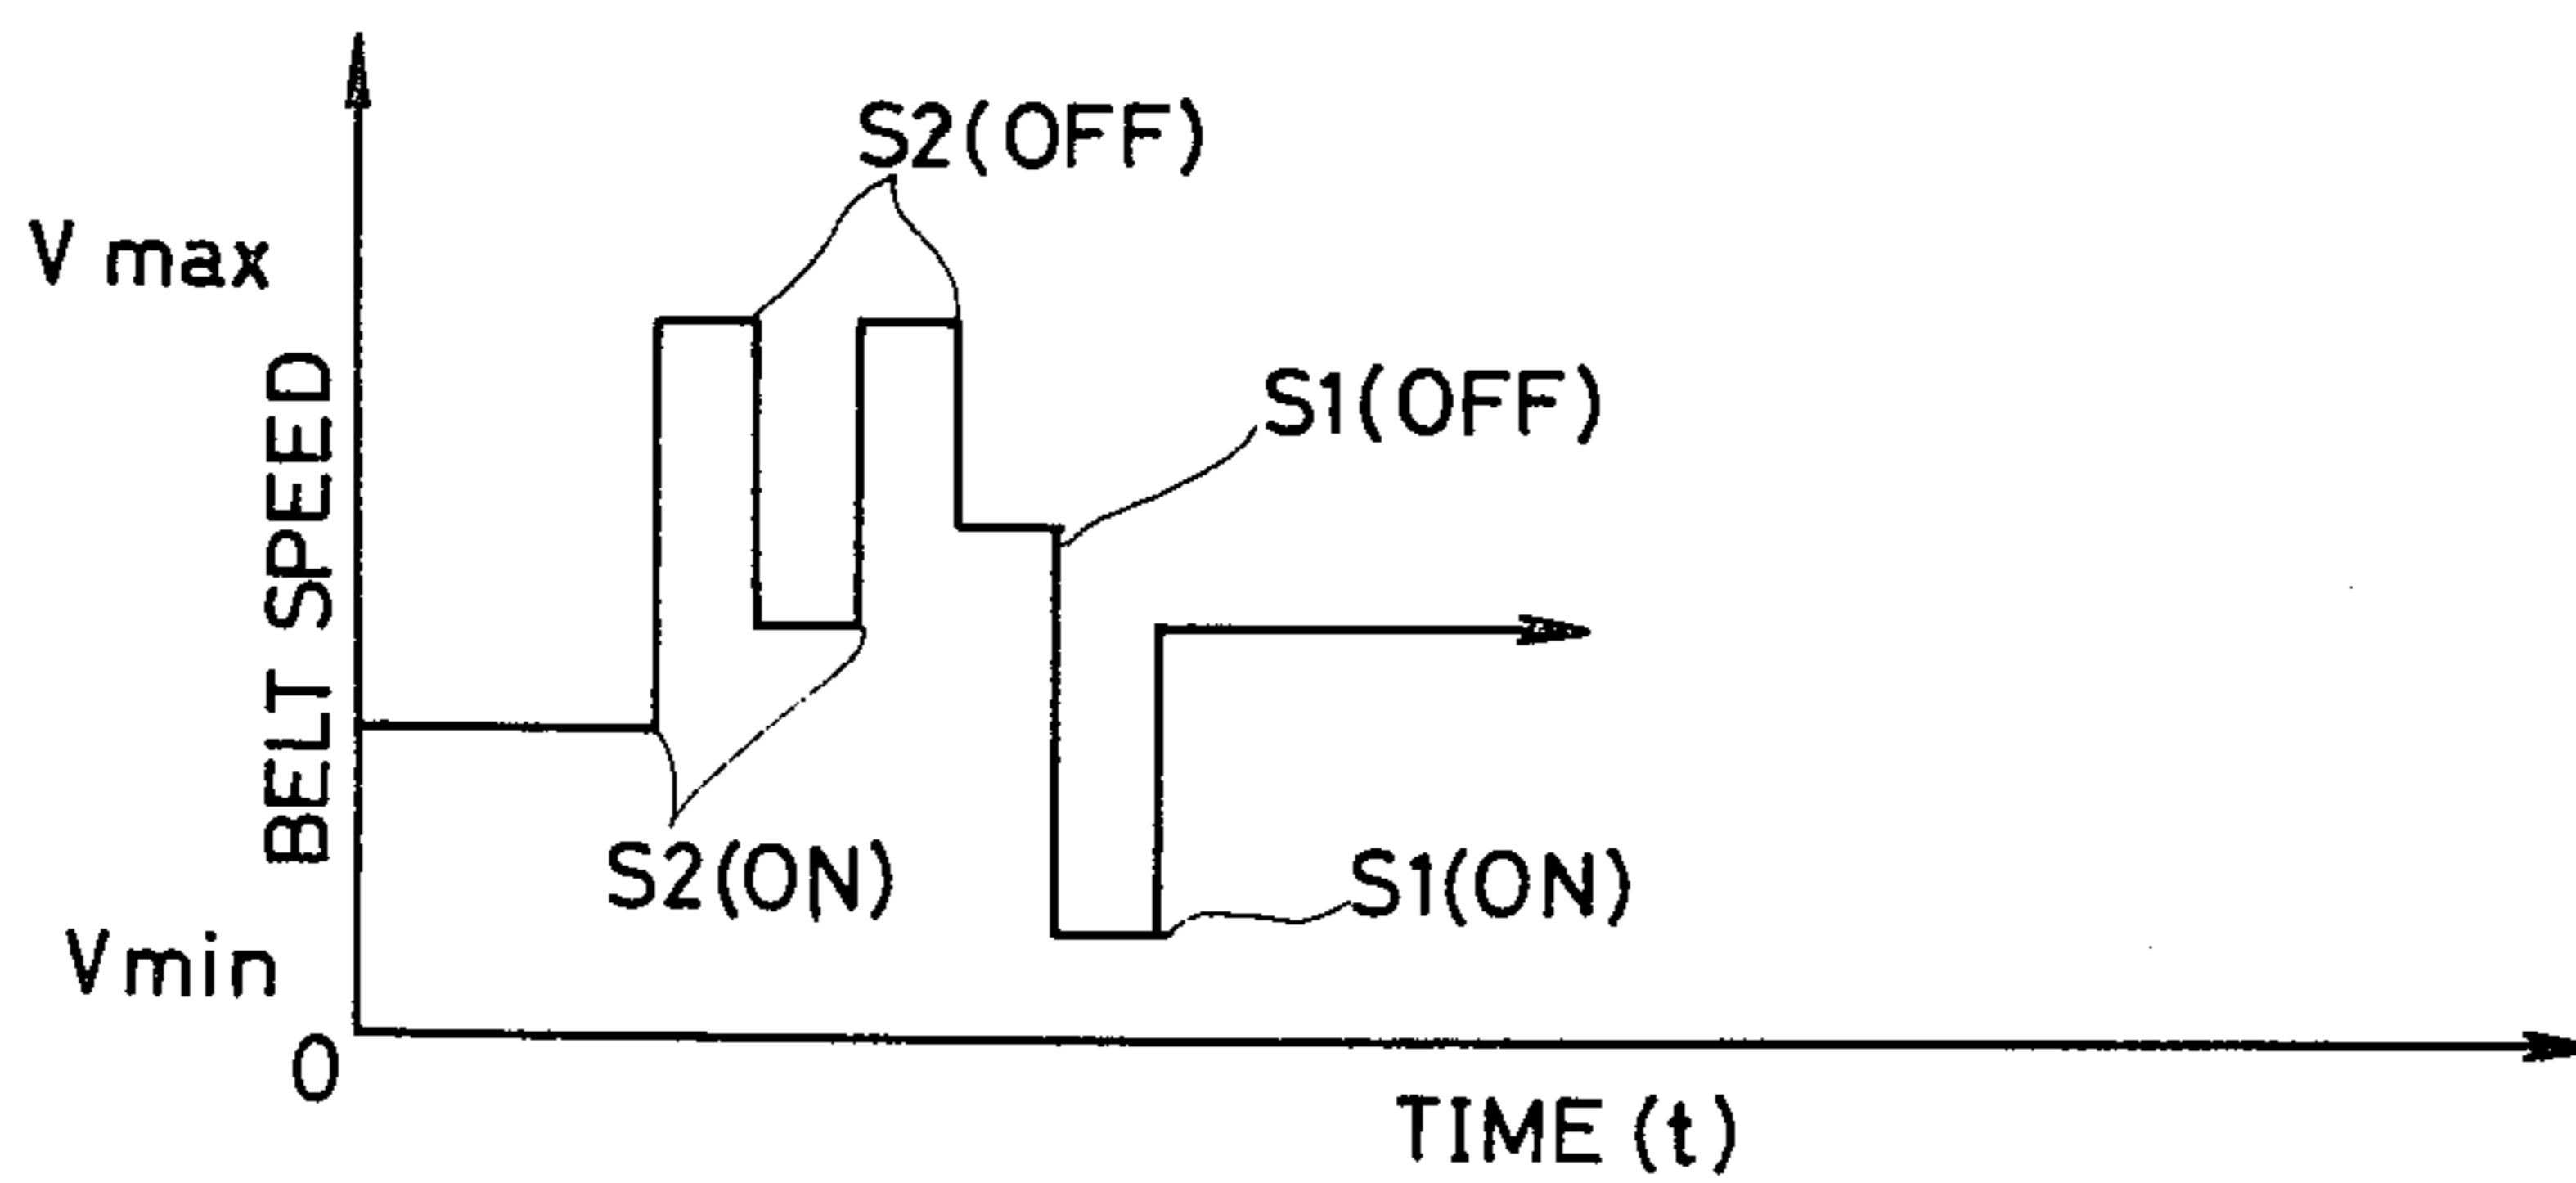 S2(OFF)
V max
S1(OFF)
BELT SPEED
S2(ON)
S1(ON)
Vmin
0
TIME (t)